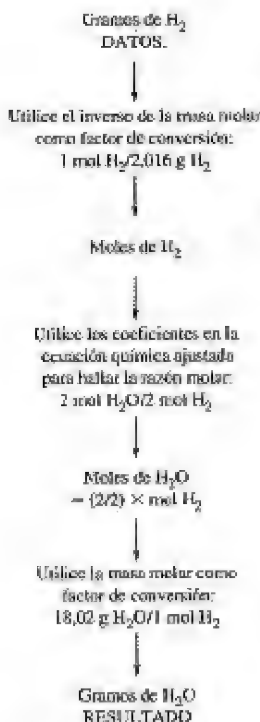 Gramos de H₂
DATOS.
Utilice el inverso de la masa molar
como factor de conversión:
1 mol H₂/2,016 g H₂
Moles de H₂
Utilice los coeficientes en la
ecuación química ajustada
para hallar la razón molar:
2 mol H₂O/2 mol H₂
Moles de H₂O
= (2/2) × mol H₂
Utilice la masa molar como
factor de conversión:
18,02 g H₂O/1 mol H₂
Gramos de H₂O
RESULTADO